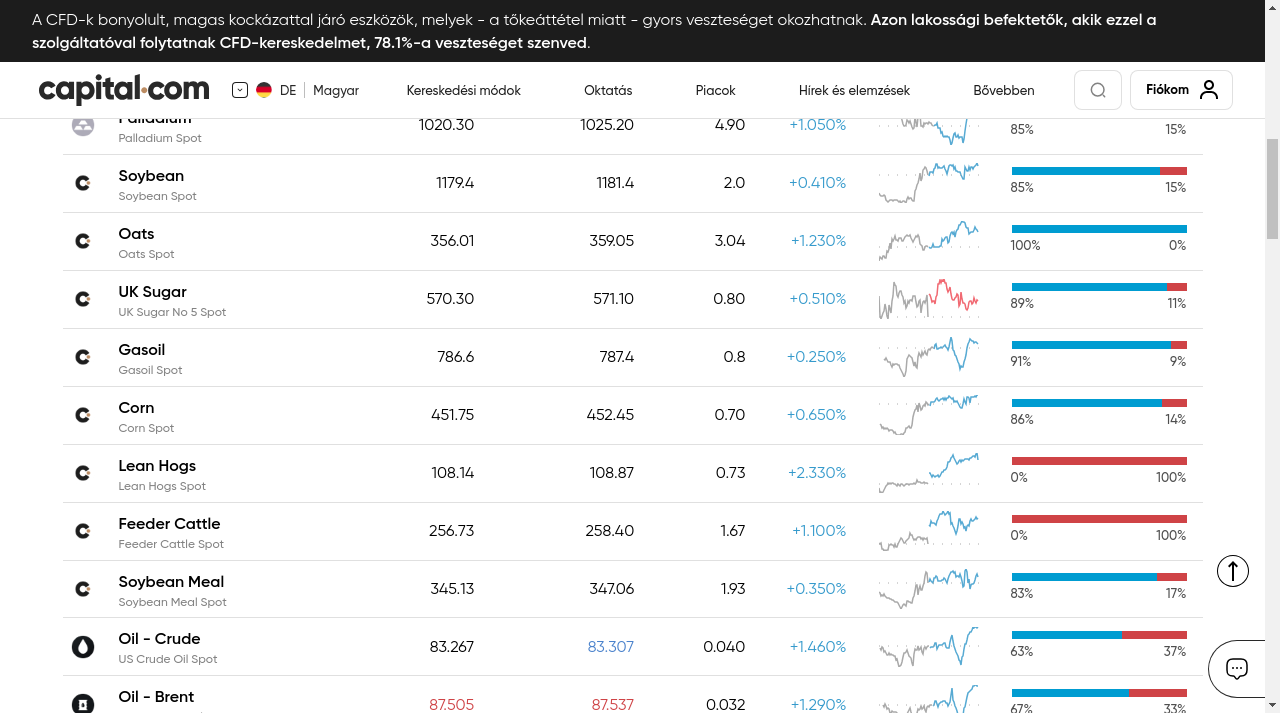 A CFD-k bonyolult, magas kockázattal járó eszközök, melyek - a tőkeáttétel miatt - gyors veszteséget okozhatnak. Azon lakossági befektetők, akik ezzel a
szolgáltatóval folytatnak CFD-kereskedelmet, 78.1%-a veszteséget szenved.
capital.com DE Magyar Kereskedési módok Oktatás Piacok Hírek és elemzések Bővebben Fiókom
Palladium 1020.30 1025.20 4.90 +1.050%
Palladium Spot 85% 15%
Soybean 1179.4 1181.4 2.0 +0.410%
Soybean Spot 85% 15%
Oats 356.01 359.05 3.04 +1.230%
Oats Spot 100% 0%
UK Sugar 570.30 571.10 0.80 +0.510%
UK Sugar No 5 Spot 89% 11%
Gasoil 786.6 787.4 0.8 +0.250%
Gasoil Spot 91% 9%
Corn 451.75 452.45 0.70 +0.650%
Corn Spot 86% 14%
Lean Hogs 108.14 108.87 0.73 +2.330%
Lean Hogs Spot 0% 100%
Feeder Cattle 256.73 258.40 1.67 +1.100%
Feeder Cattle Spot 0% 100%
Soybean Meal 345.13 347.06 1.93 +0.350%
Soybean Meal Spot 83% 17%
Oil - Crude 83.267 83.307 0.040 +1.460%
US Crude Oil Spot 63% 37%
Oil - Brent 87.505 87.537 0.032 +1.290%
67% 33%